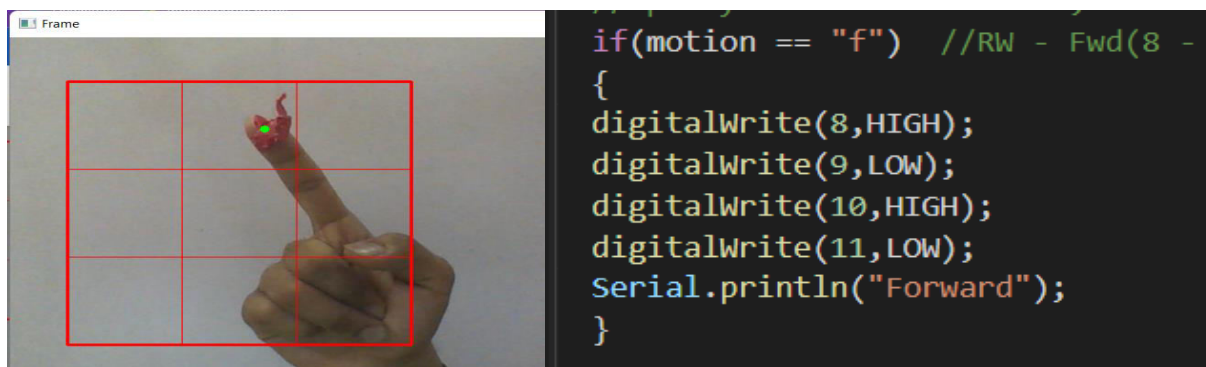 Frame
if(motion == "f") //RW - Fwd(8 -
{
digitalWrite(8,HIGH);
digitalWrite(9,LOW);
digitalWrite(10,HIGH);
digitalWrite(11,LOW);
Serial.println("Forward");
}